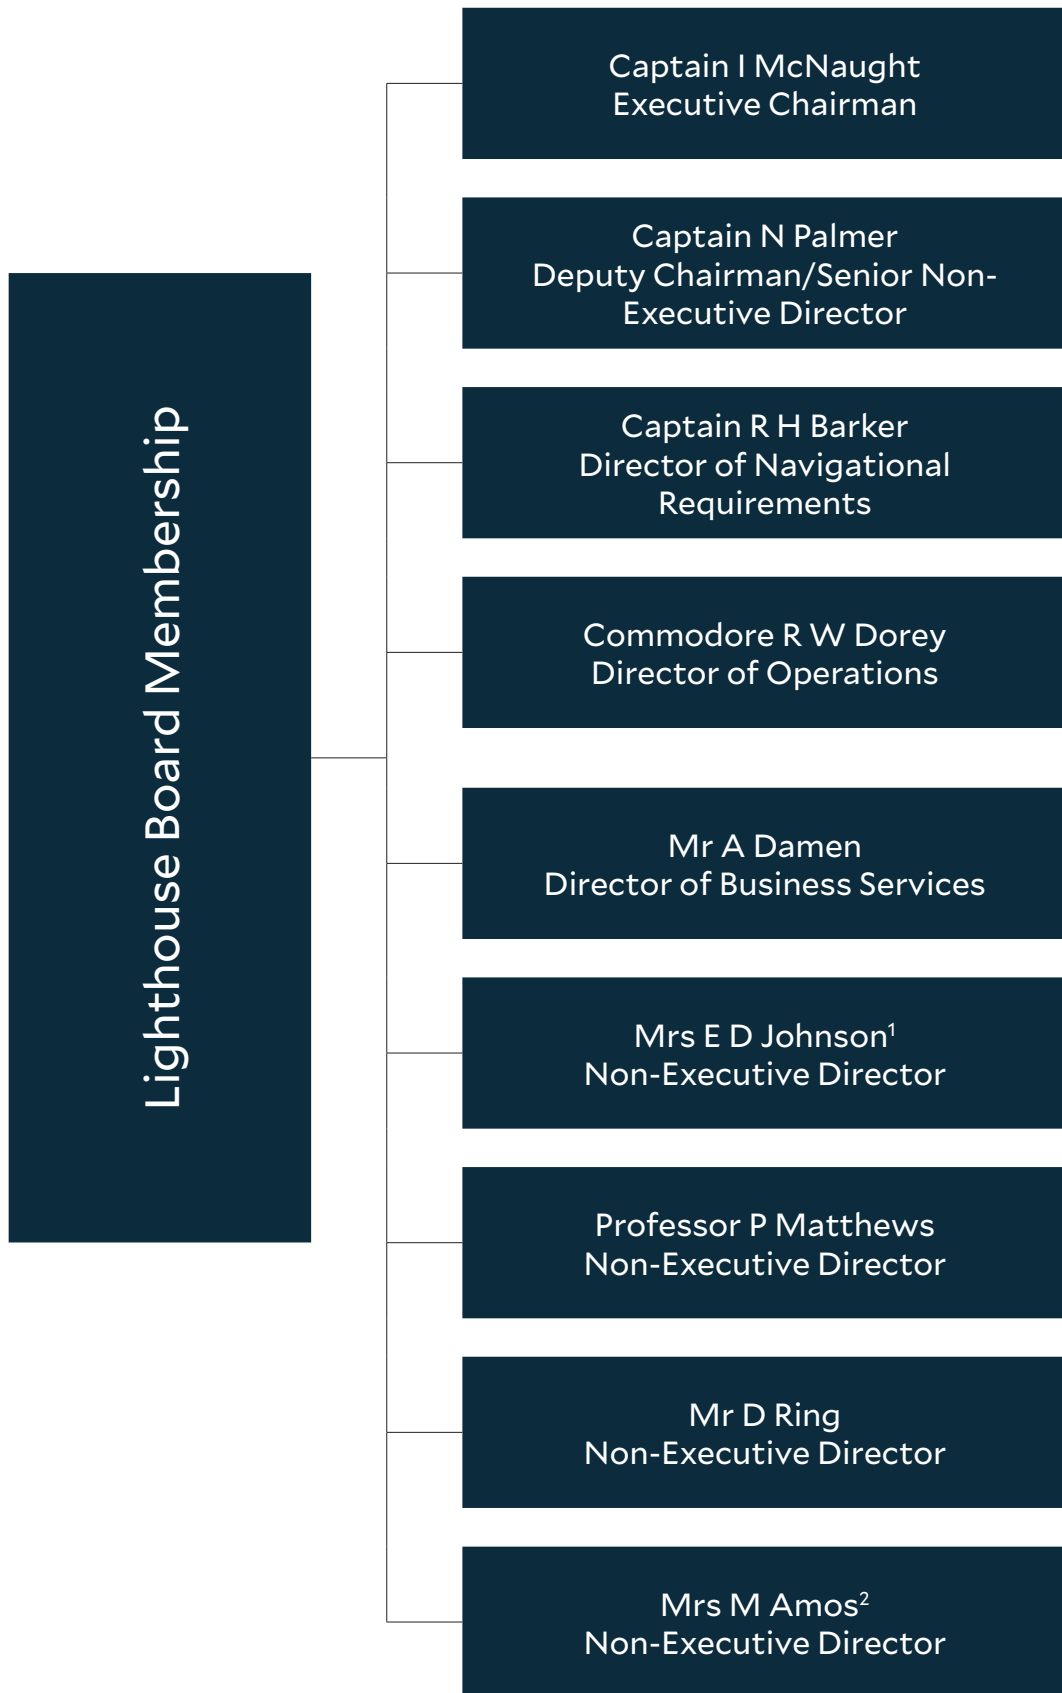 Lighthouse Board Membership
Captain I McNaught
Executive Chairman
Captain N Palmer
Deputy Chairman/Senior Non-
Executive Director
Captain R H Barker
Director of Navigational
Requirements
Commodore R W Dorey
Director of Operations
Mr A Damen
Director of Business Services
Mrs E D Johnson¹
Non-Executive Director
Professor P Matthews
Non-Executive Director
Mr D Ring
Non-Executive Director
Mrs M Amos²
Non-Executive Director